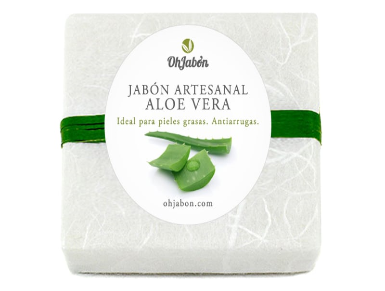 OhJabón
JABÓN ARTESANAL
ALOE VERA
Ideal para pieles grasas. Antiarrugas.
ohjabon.com